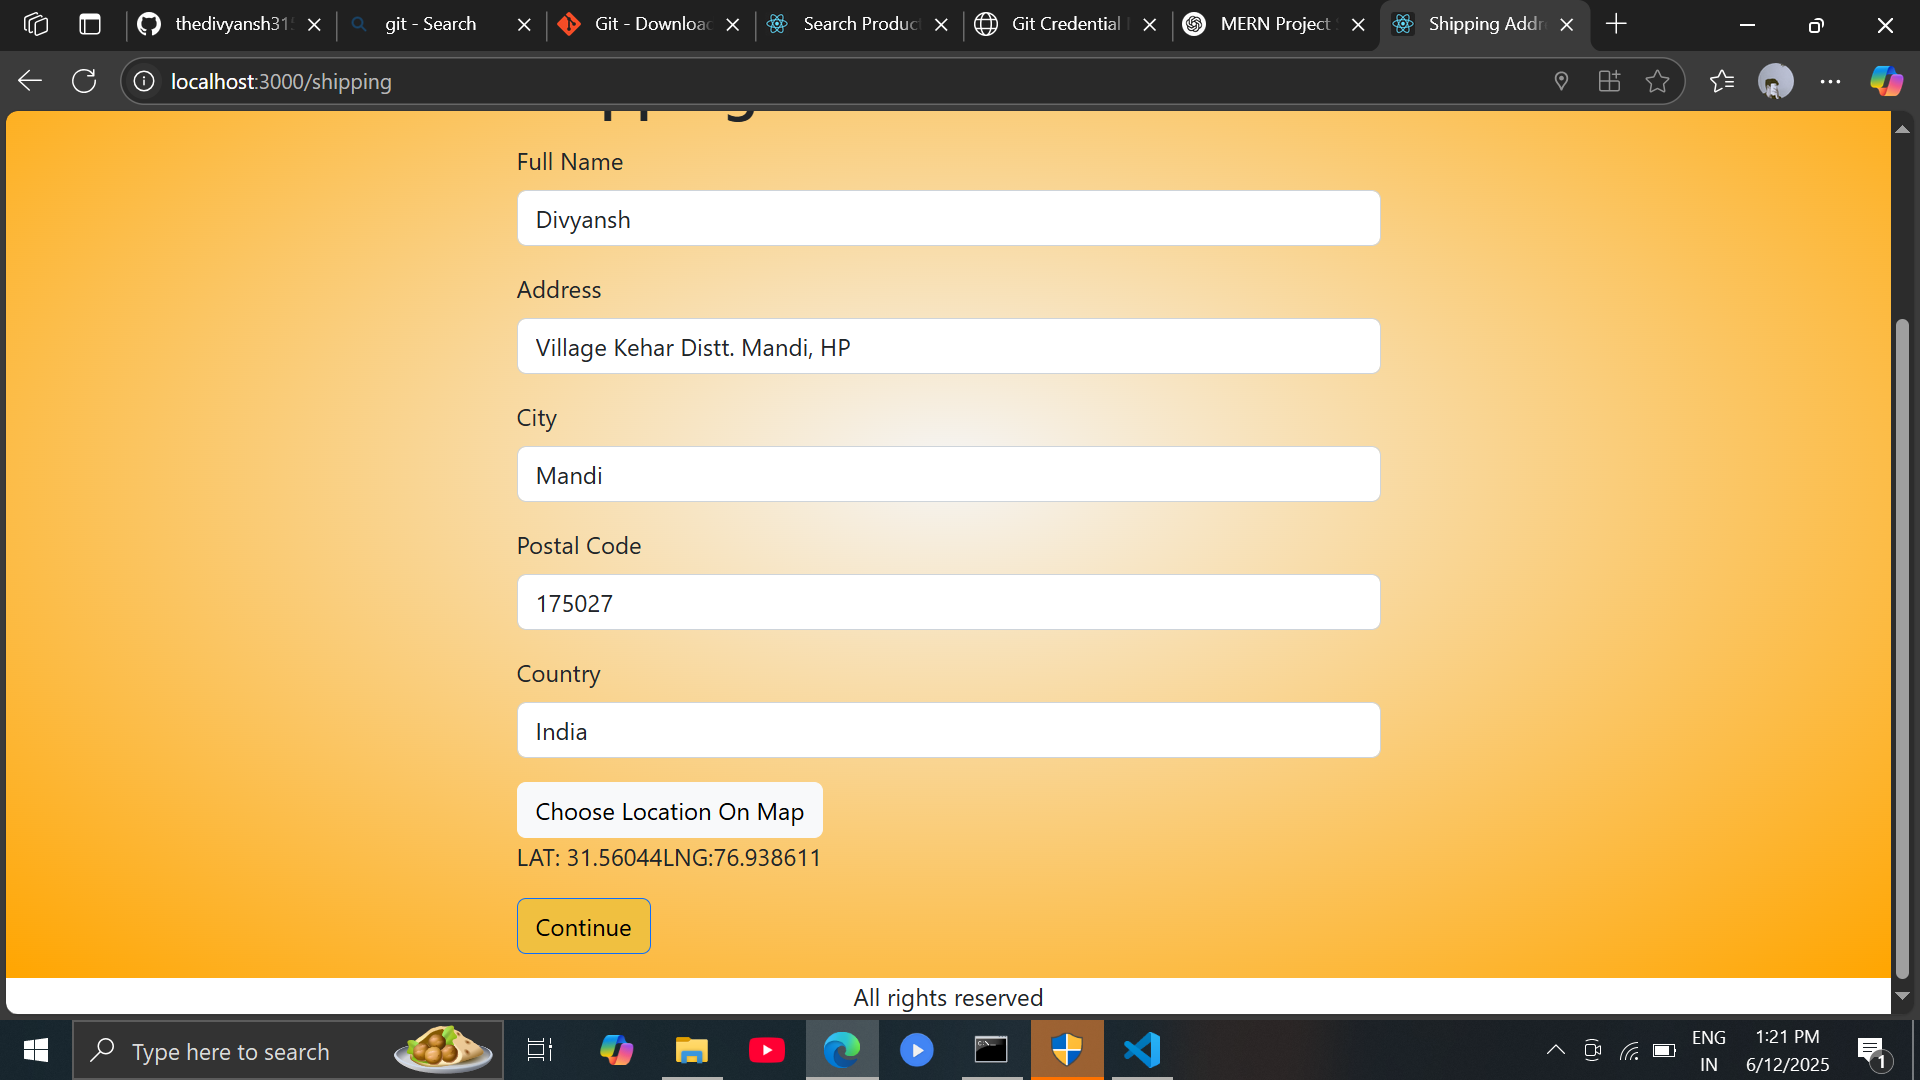 thedivyansh31
git - Search
Git - Download
Search Product
Git Credential
MERN Project
Shipping Addr
localhost:3000/shipping
Full Name
Divyansh
Address
Village Kehar Distt. Mandi, HP
City
Mandi
Postal Code
175027
Country
India
Choose Location On Map
LAT: 31.56044LNG:76.938611
Continue
All rights reserved
Type here to search
ENG
IN
1:21 PM
6/12/2025
1